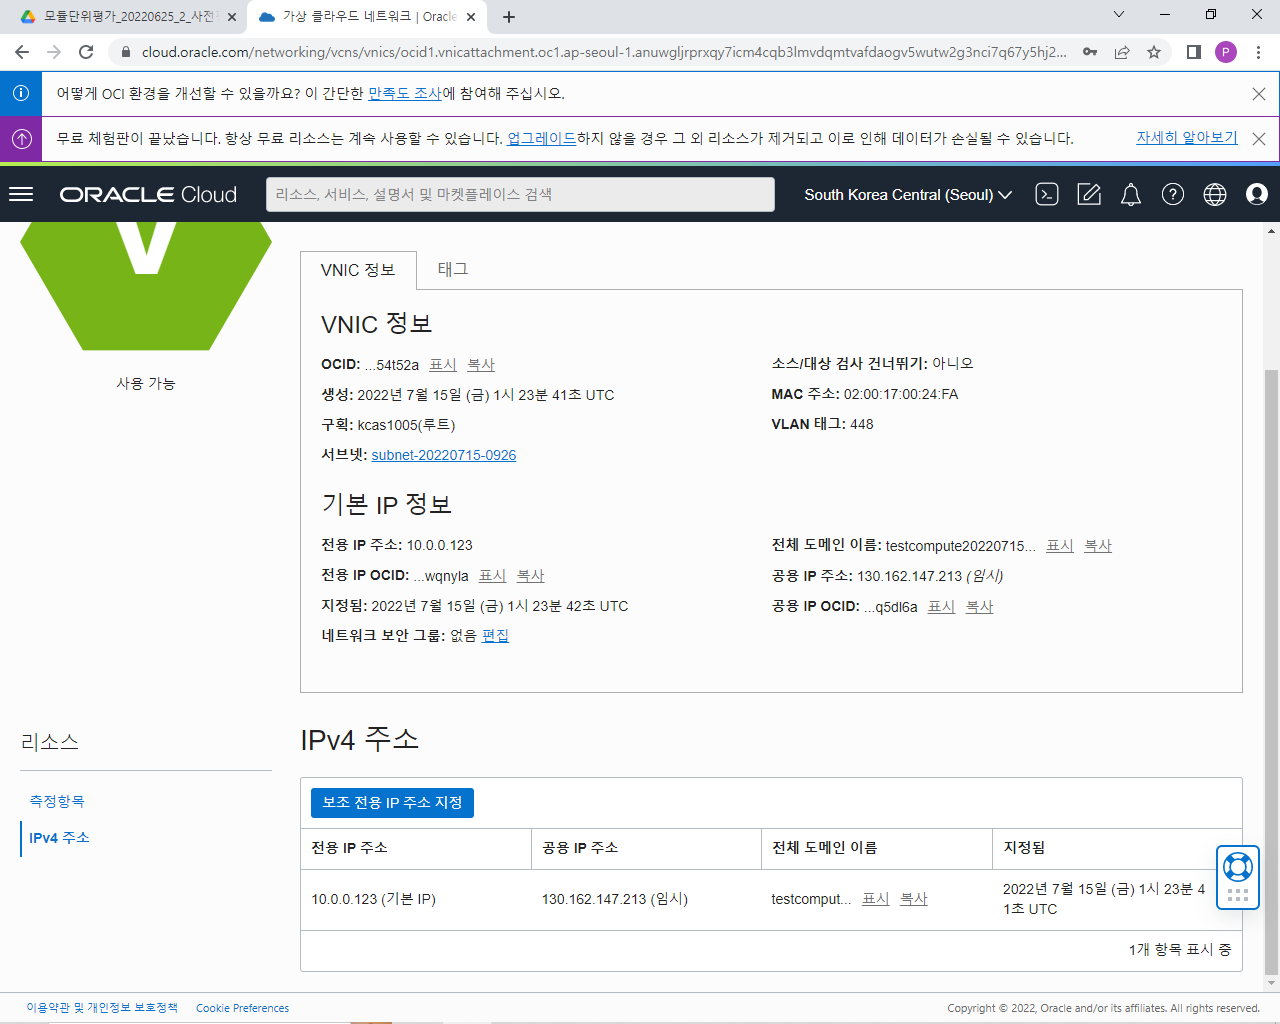 모듈단위평가_20220625_2_사전
가상 클라우드 네트워크 | Oracle
cloud.oracle.com/networking/vcns/vnics/ocid1.vnicattachment.oc1.ap-seoul-1.anuwgljrprxqy7icm4cqb3lmvdqmtvafdaogv5wutw2g3nci7q67y5hj2...
P
어떻게 OCI 환경을 개선할 수 있을까요? 이 간단한 만족도 조사에 참여해 주십시오.
무료 체험판이 끝났습니다. 항상 무료 리소스는 계속 사용할 수 있습니다. 업그레이드하지 않을 경우 그 외 리소스가 제거되고 이로 인해 데이터가 손실될 수 있습니다. 자세히 알아보기
ORACLE Cloud
리소스, 서비스, 설명서 및 마켓플레이스 검색
South Korea Central (Seoul)
V
사용 가능
VNIC 정보
태그
VNIC 정보
OCID: ...54t52a 표시 복사
생성: 2022년 7월 15일 (금) 1시 23분 41초 UTC
구획: kcas1005(루트)
서브넷: subnet-20220715-0926
소스/대상 검사 건너뛰기: 아니오
MAC 주소: 02:00:17:00:24:FA
VLAN 태그: 448
기본 IP 정보
전용 IP 주소: 10.0.0.123
전용 IP OCID: ...wqnyla 표시 복사
지정됨: 2022년 7월 15일 (금) 1시 23분 42초 UTC
네트워크 보안 그룹: 없음 편집
전체 도메인 이름: testcompute20220715... 표시 복사
공용 IP 주소: 130.162.147.213 (임시)
공용 IP OCID: ...q5dl6a 표시 복사
리소스
측정항목
IPv4 주소
IPv4 주소
보조 전용 IP 주소 지정
전용 IP 주소 공용 IP 주소 전체 도메인 이름 지정됨
10.0.0.123 (기본 IP) 130.162.147.213 (임시) testcomput... 표시 복사 2022년 7월 15일 (금) 1시 23분 4
1초 UTC
1개 항목 표시 중
이용약관 및 개인정보 보호정책 Cookie Preferences
Copyright © 2022, Oracle and/or its affiliates. All rights reserved.